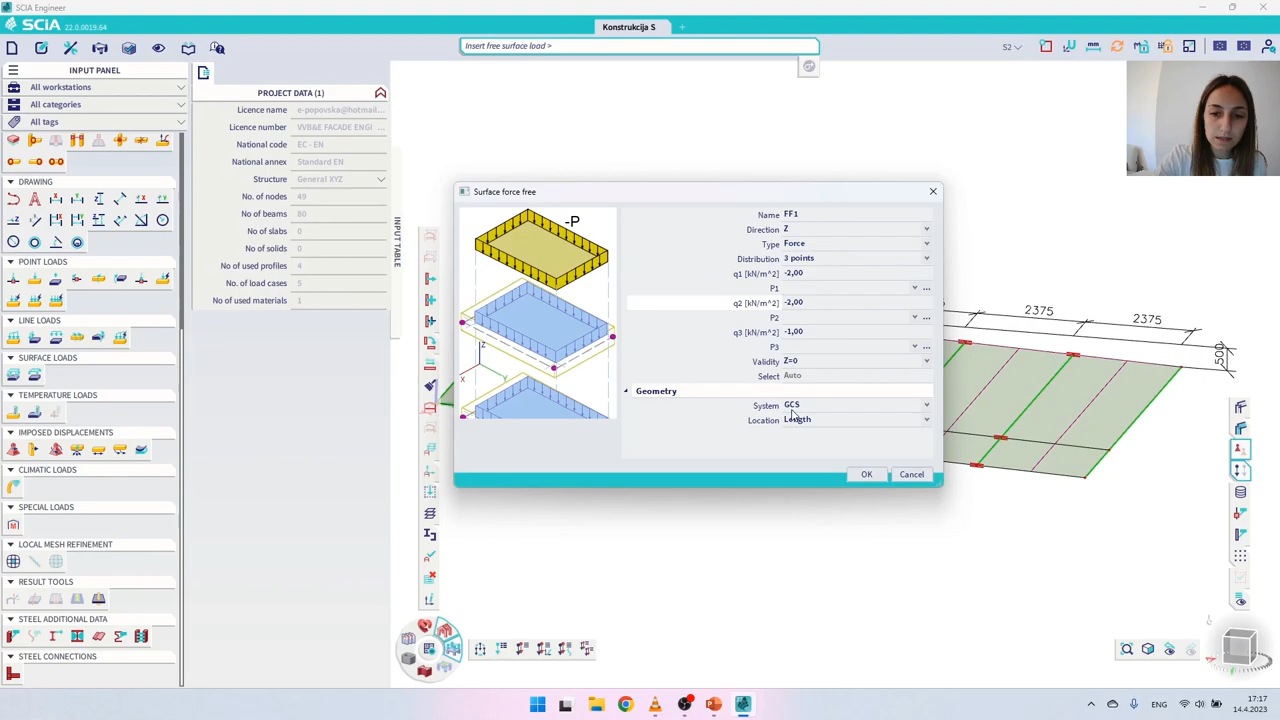 SCIA Engineer
SCIA 22.0.0019.64
Konstrukcija S
Insert free surface load >
S2
INPUT PANEL
All workstations
All categories
All tags
DRAWING
POINT LOADS
LINE LOADS
SURFACE LOADS
TEMPERATURE LOADS
IMPOSED DISPLACEMENTS
CLIMATIC LOADS
SPECIAL LOADS
LOCAL MESH REFINEMENT
RESULT TOOLS
STEEL ADDITIONAL DATA
STEEL CONNECTIONS
PROJECT DATA (1)
Licence name e-popovska@hotmail...
Licence number VVB&E FACADE ENGI ...
National code EC - EN
National annex Standard EN
Structure General XYZ
No. of nodes 49
No. of beams 80
No. of slabs 0
No. of solids 0
No. of used profiles 4
No. of load cases 5
No. of used materials 1
INPUT TABLE
Surface force free
-P
Z
X
Y
Name FF1
Direction Z
Type Force
Distribution 3 points
q1 [kN/m^2] -2,00
P1
q2 [kN/m^2] -2,00
P2
q3 [kN/m^2] -1,00
P3
Validity Z=0
Select Auto
Geometry
System GCS
Location Length
OK
Cancel
2375
2375
500
ENG
17:17
14.4.2023